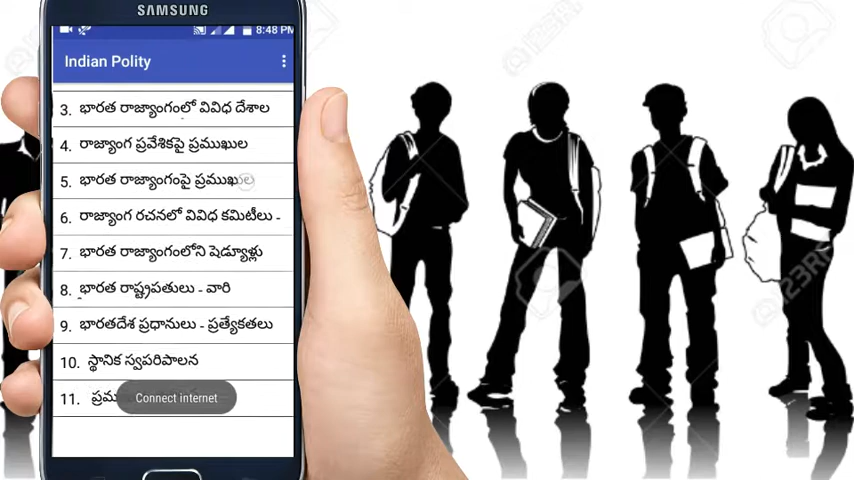 SAMSUNG
8:48 PM
Indian Polity
3. భారత రాజ్యాంగంలో వివిధ దేశాల
4. రాజ్యాంగ ప్రవేశికపై ప్రముఖుల
5. భారత రాజ్యాంగంపై ప్రముఖుల
6. రాజ్యాంగ రచనలో వివిధ కమిటీలు -
7. భారత రాజ్యాంగంలోని షెడ్యూళ్లు
8. భారత రాష్ట్రపతులు - వారి
9. భారతదేశ ప్రధానులు - ప్రత్యేకతలు
10. స్థానిక స్వపరిపాలన
11.
Connect internet
123RF